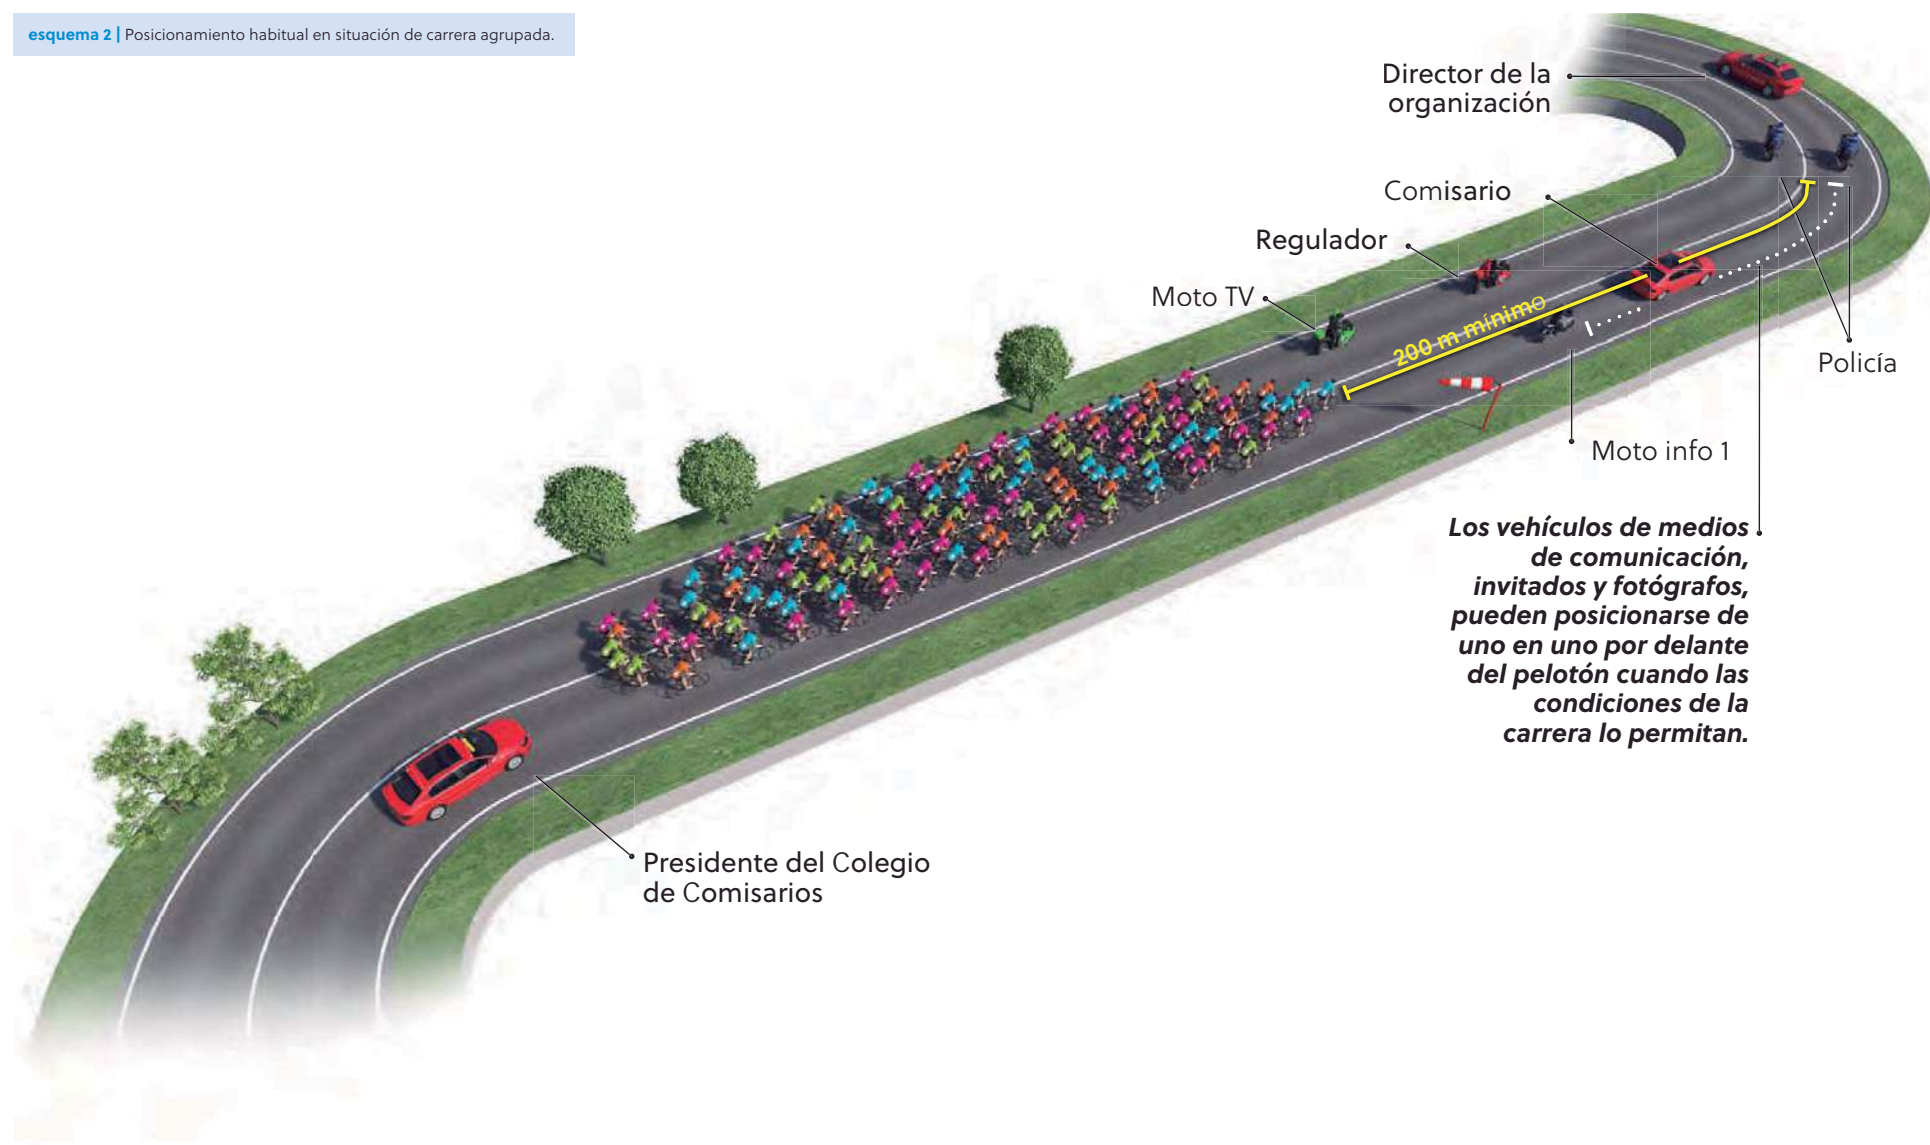 esquema 2 | Posicionamiento habitual en situación de carrera agrupada.
Director de la
organización
Comisario
Regulador
Moto TV
200 m mínimo
Policía
Moto info 1
Los vehículos de medios
de comunicación,
invitados y fotógrafos,
pueden posicionarse de
uno en uno por delante
del pelotón cuando las
condiciones de la
carrera lo permitan.
Presidente del Colegio
de Comisarios